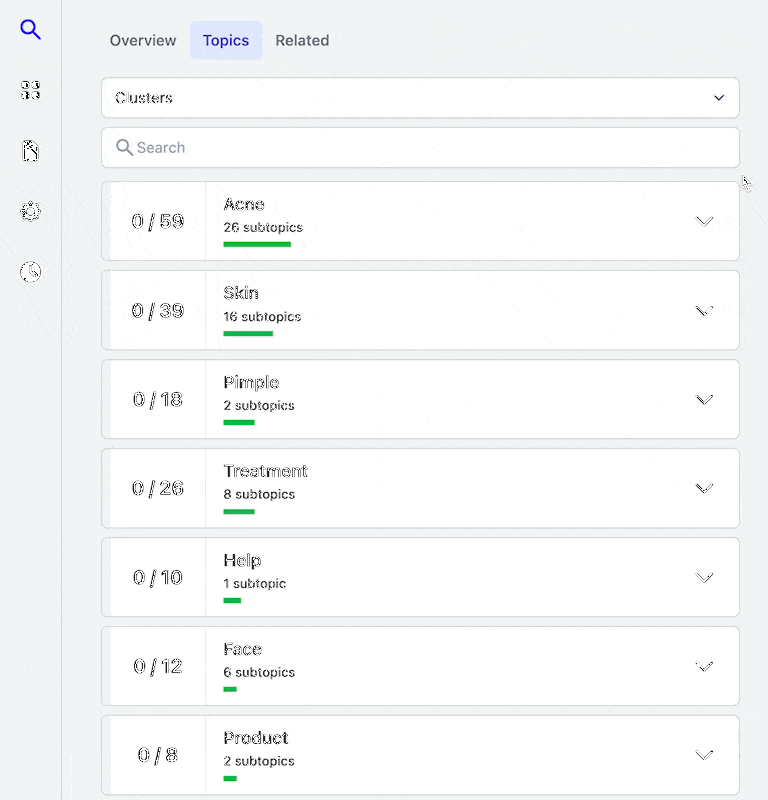 Overview Topics Related
Clusters
Search
0 / 59
Acne
26 subtopics
0 / 39
Skin
16 subtopics
0 / 18
Pimple
2 subtopics
0 / 26
Treatment
8 subtopics
0 / 10
Help
1 subtopic
0 / 12
Face
6 subtopics
0 / 8
Product
2 subtopics